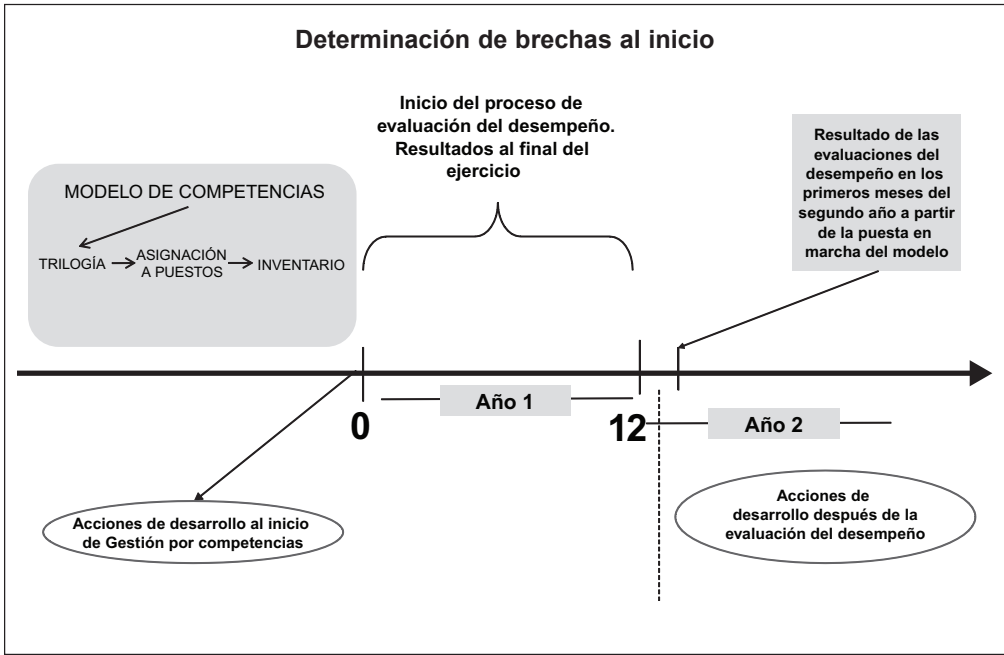 Determinación de brechas al inicio
Inicio del proceso de
evaluación del desempeño.
Resultados al final del
ejercicio
Resultado de las
evaluaciones del
desempeño en los
primeros meses del
segundo año a partir
de la puesta en
marcha del modelo
MODELO DE COMPETENCIAS
TRILOGÍA
ASIGNACIÓN
A PUESTOS
INVENTARIO
0
Año 1
12
Año 2
Acciones de desarrollo al inicio
de Gestión por competencias
Acciones de
desarrollo después de la
evaluación del desempeño